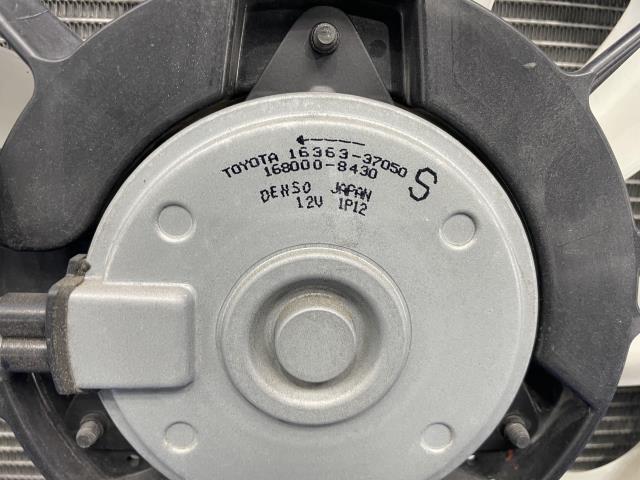 TOYOTA 16363-37050
168000-8430
S
DENSO JAPAN
12V 1P12